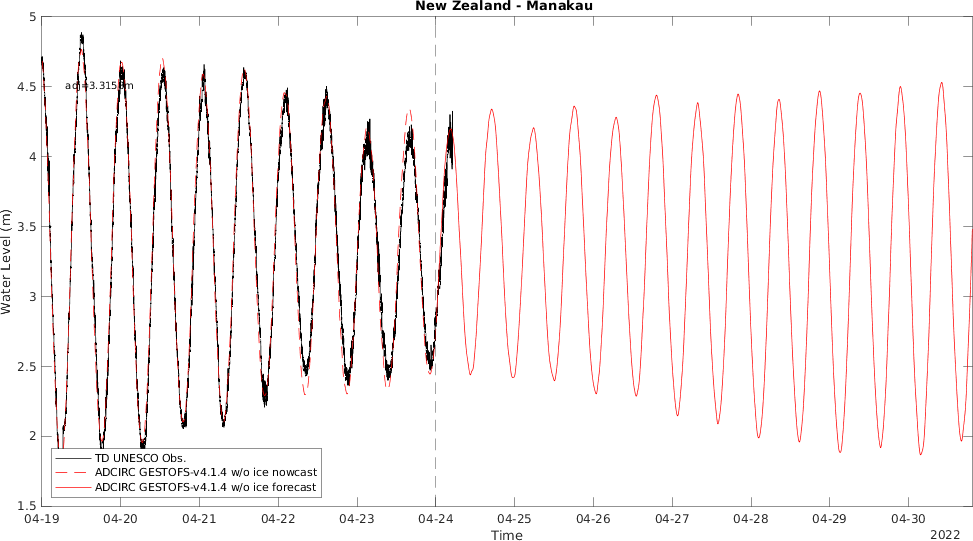 New Zealand - Manakau
5
4.5
4
3.5
3
2.5
2
1.5
Water Level (m)
adj=3.315 m
TD UNESCO Obs.
ADCIRC GESTOFS-v4.1.4 w/o ice nowcast
ADCIRC GESTOFS-v4.1.4 w/o ice forecast
04-19 04-20 04-21 04-22 04-23 04-24 04-25 04-26 04-27 04-28 04-29 04-30
Time
2022